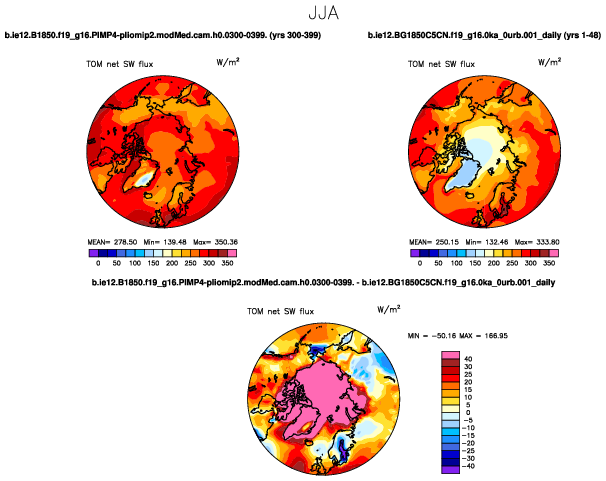 JJA
b.ie12.B1850.f19_g16.PIMP4-pliomip2.modMed.cam.h0.0300-0399. (yrs 300-399)
b.ie12.BG1850C5CN.f19_g16.0ka_0urb.001_daily (yrs 1-48)
TOM net SW flux W/m²
TOM net SW flux W/m²
MEAN= 278.50 Min= 139.48 Max= 350.36
MEAN= 250.15 Min= 132.46 Max= 333.80
0 50 100 150 200 250 300 350
0 50 100 150 200 250 300 350
b.ie12.B1850.f19_g16.PIMP4-pliomip2.modMed.cam.h0.0300-0399. - b.ie12.BG1850C5CN.f19_g16.0ka_0urb.001_daily
TOM net SW flux W/m²
MIN = -50.16 MAX = 166.95
40
30
25
20
15
10
5
0
-5
-10
-15
-20
-25
-30
-40